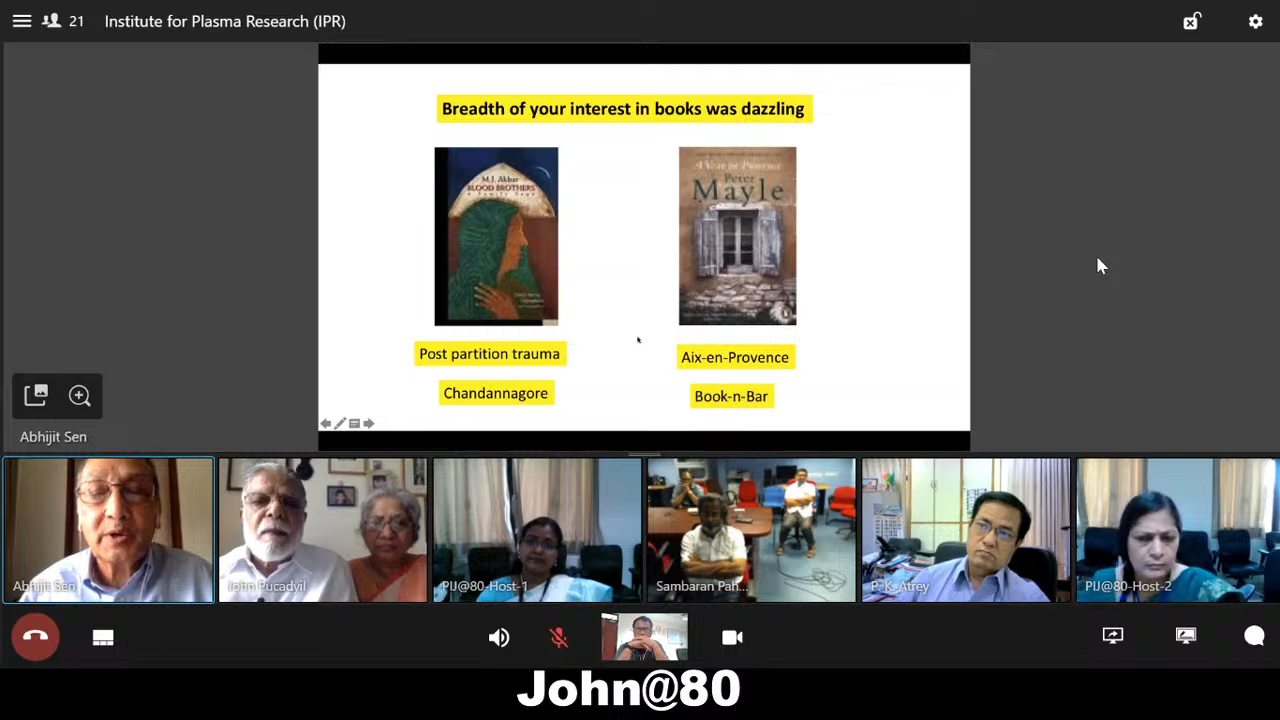 21
Institute for Plasma Research (IPR)
Breadth of your interest in books was dazzling
M.J. Akbar
BLOOD BROTHERS
A Family Saga
A Year in Provence
Peter
Mayle
Post partition trauma
Chandannagore
Aix-en-Provence
Book-n-Bar
Abhijit Sen
Abhijit Sen
John Pucadyil
PIJ@80-Host-1
Sambaran Pah...
P. K. Atrey
PIJ@80-Host-2
John@80